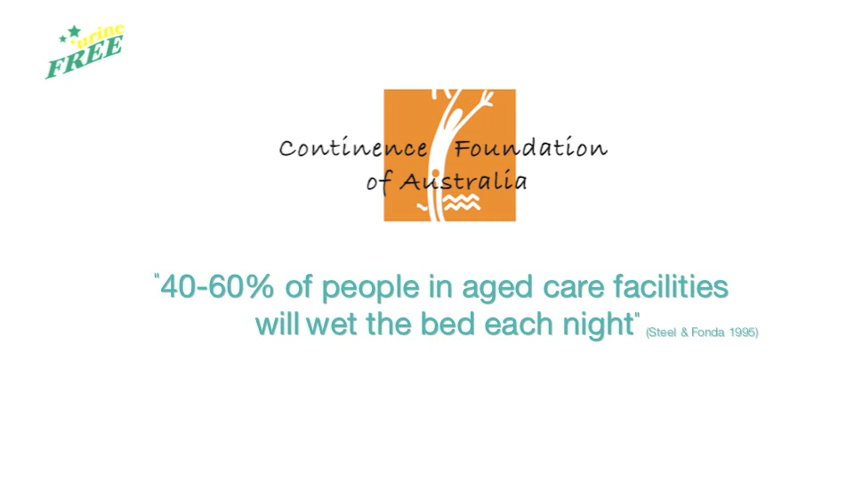 urine
FREE
Continence Foundation
of Australia
"40-60% of people in aged care facilities
will wet the bed each night" (Steel & Fonda 1995)